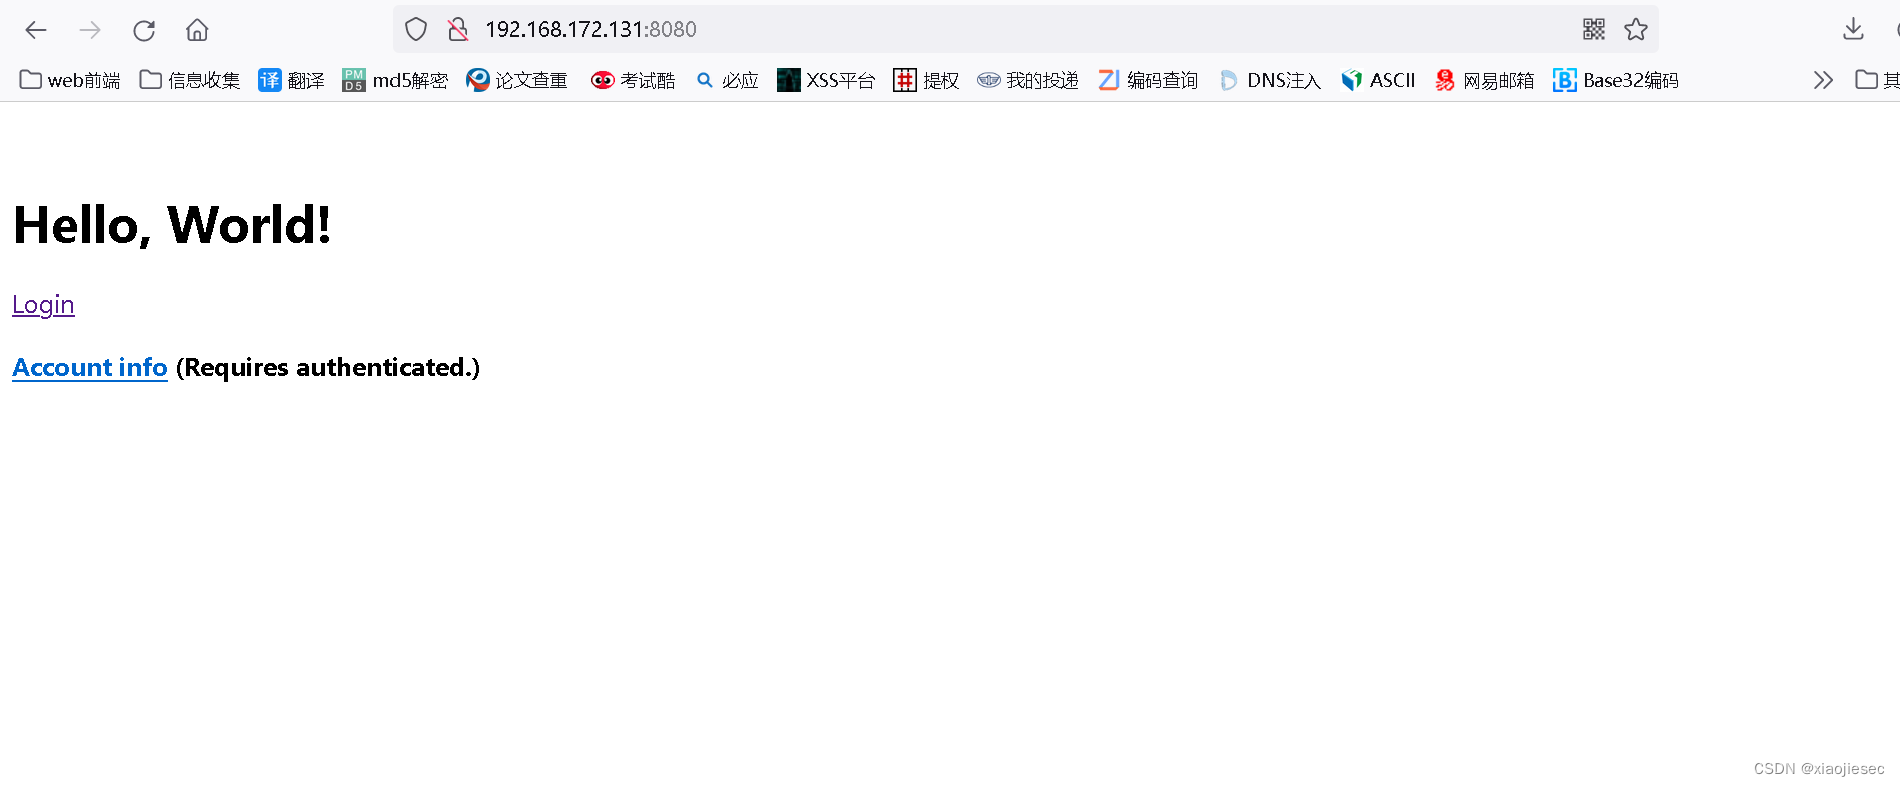 192.168.172.131:8080
web前端 信息收集 译 翻译 PM D5 md5解密 论文查重 考试酷 必应 XSS平台 提权 我的投递 编码查询 DNS注入 ASCII 网易邮箱 Base32编码 其
Hello, World!
Login
Account info (Requires authenticated.)
CSDN @xiaojiesec